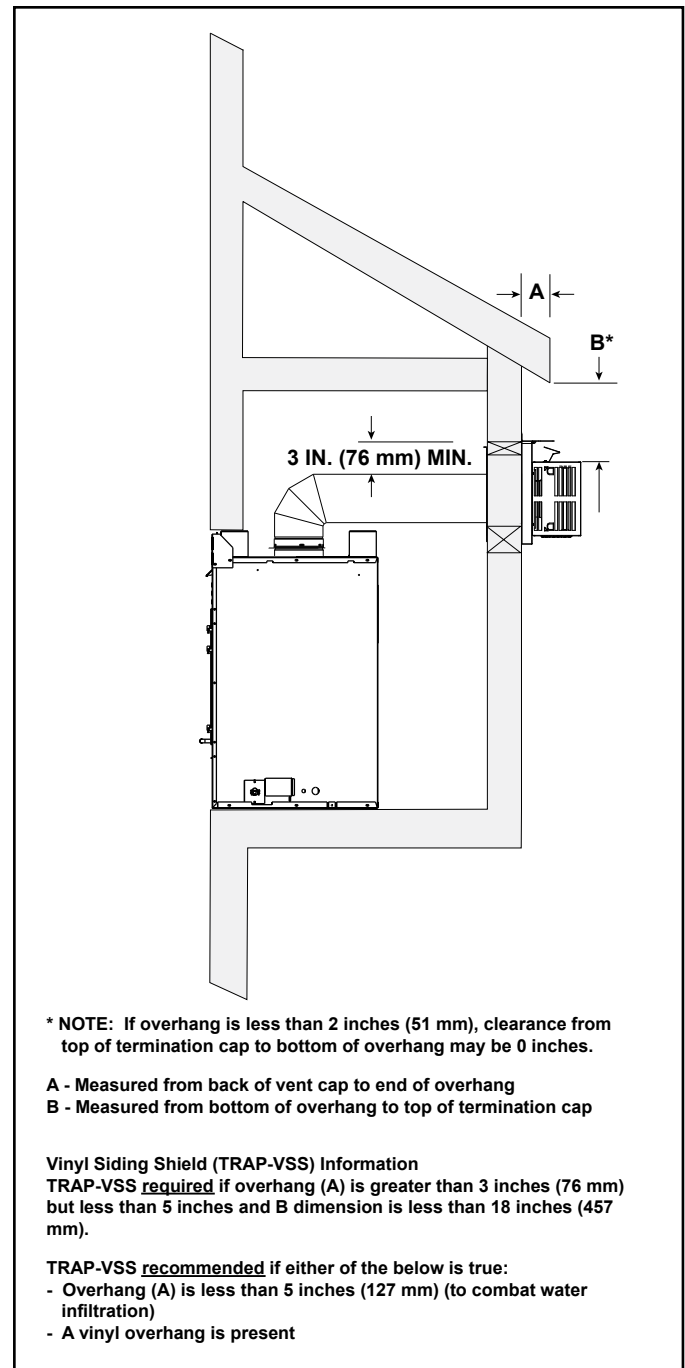 A
B*
3 IN. (76 mm) MIN.
* NOTE: If overhang is less than 2 inches (51 mm), clearance from
top of termination cap to bottom of overhang may be 0 inches.
A - Measured from back of vent cap to end of overhang
B - Measured from bottom of overhang to top of termination cap
Vinyl Siding Shield (TRAP-VSS) Information
TRAP-VSS required if overhang (A) is greater than 3 inches (76 mm)
but less than 5 inches and B dimension is less than 18 inches (457
mm).
TRAP-VSS recommended if either of the below is true:
- Overhang (A) is less than 5 inches (127 mm) (to combat water
infiltration)
- A vinyl overhang is present